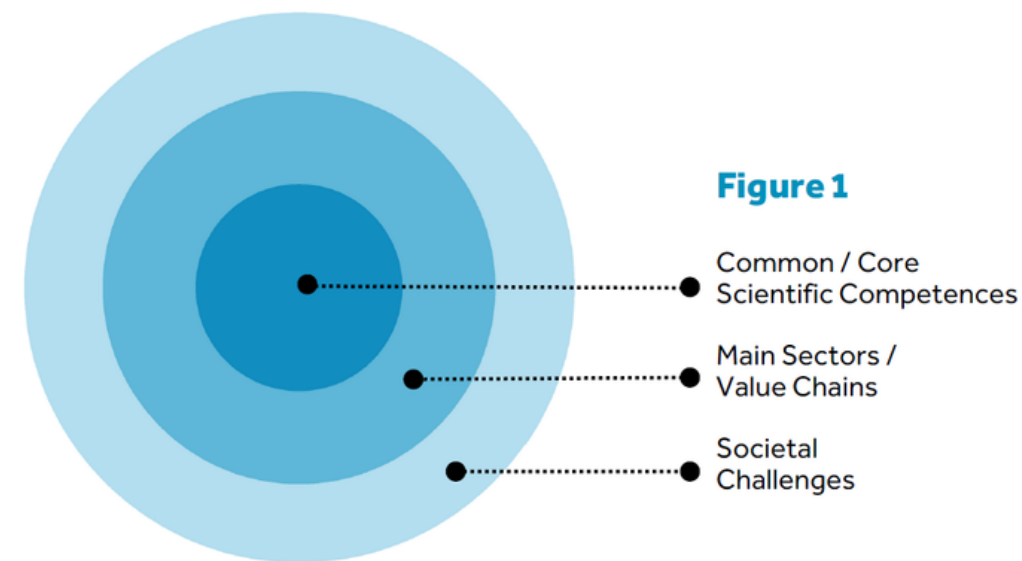 Figure 1
Common / Core
Scientific Competences
Main Sectors /
Value Chains
Societal
Challenges